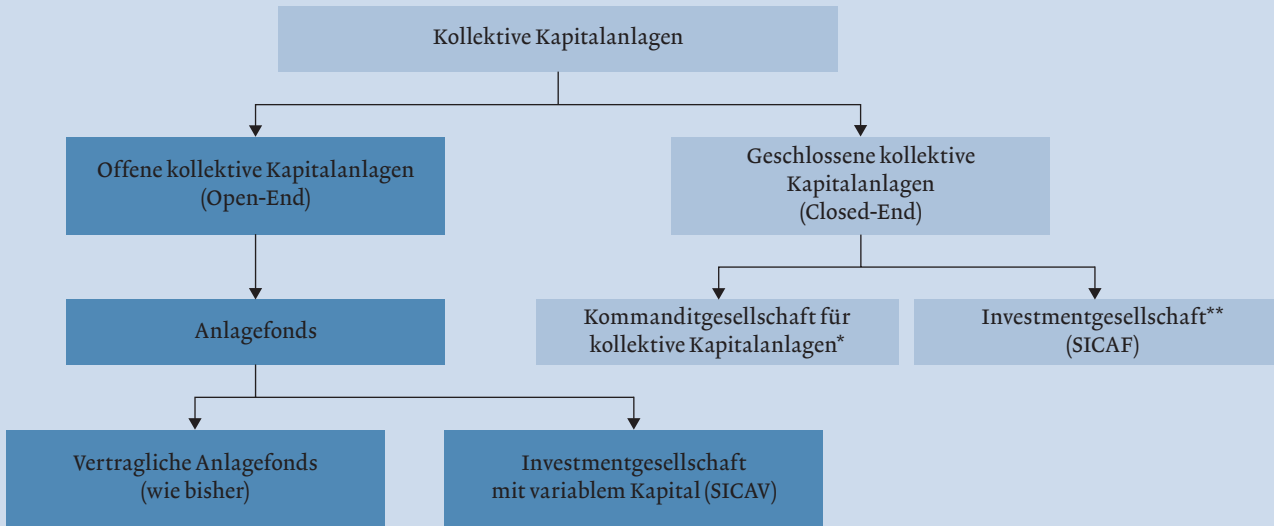 Kollektive Kapitalanlagen
Offene kollektive Kapitalanlagen
(Open-End)
Geschlossene kollektive
Kapitalanlagen
(Closed-End)
Anlagefonds
Kommanditgesellschaft für
kollektive Kapitalanlagen*
Investmentgesellschaft**
(SICAF)
Vertragliche Anlagefonds
(wie bisher)
Investmentgesellschaft
mit variablem Kapital (SICAV)